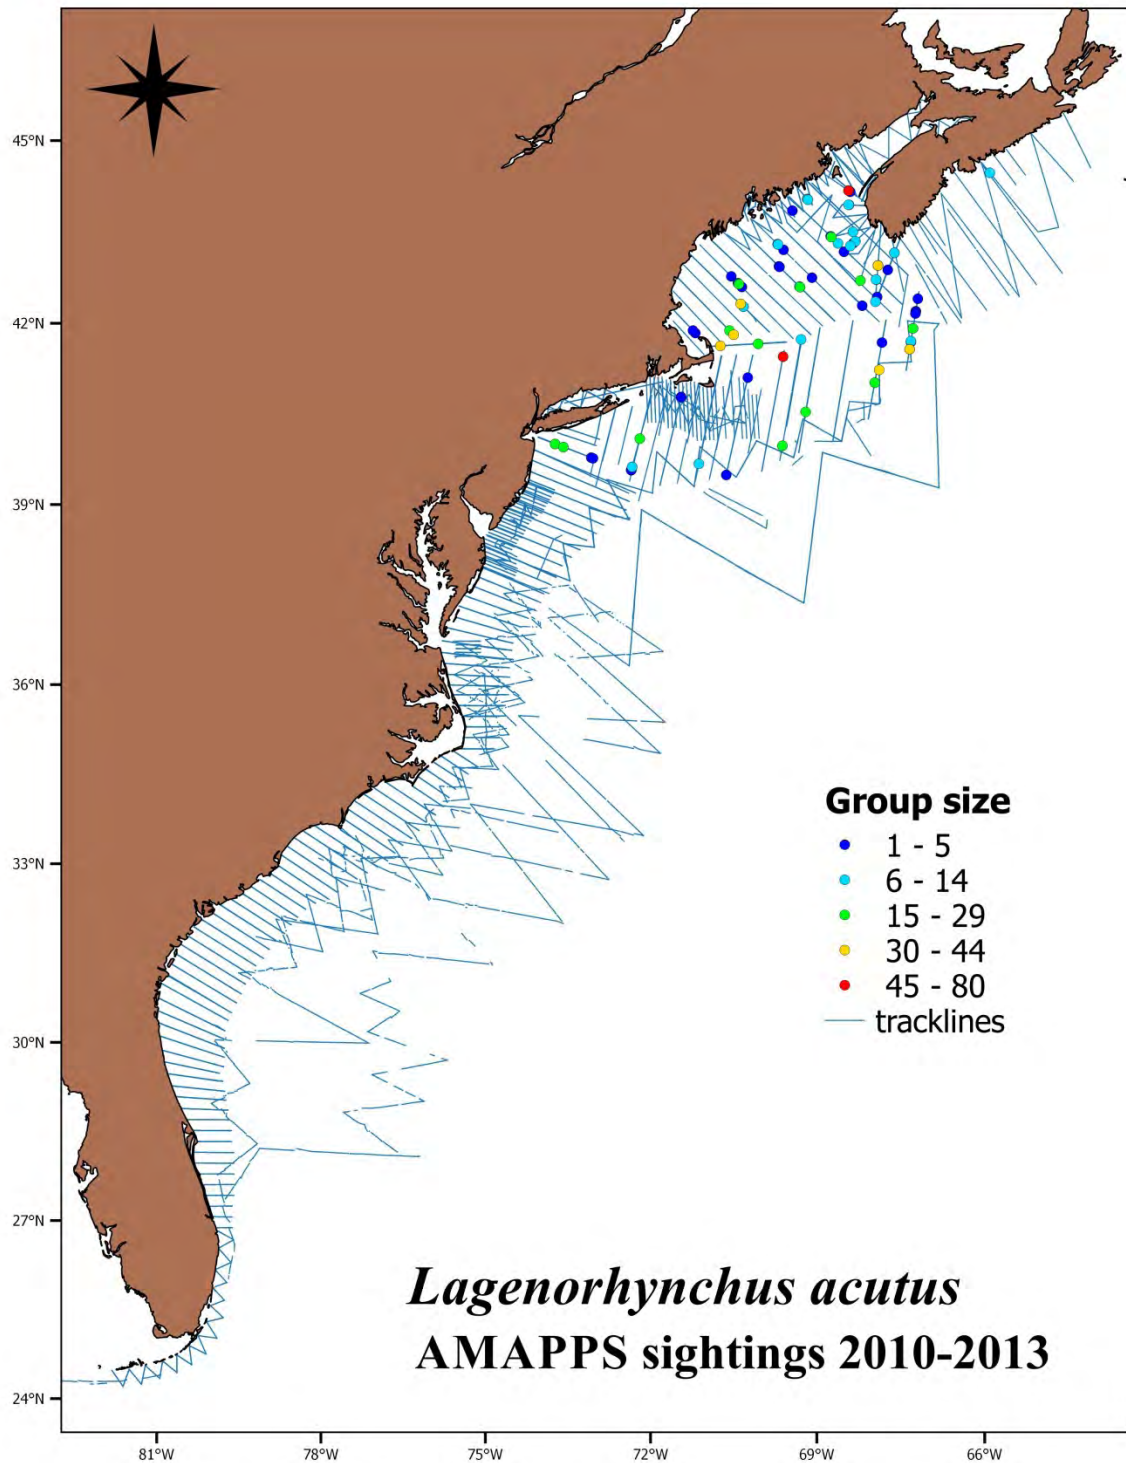 45°N
42°N
39°N
36°N
33°N
30°N
27°N
24°N
Group size
1 - 5
6 - 14
15 - 29
30 - 44
45 - 80
tracklines
Lagenorhynchus acutus
AMAPPS sightings 2010-2013
81°W 78°W 75°W 72°W 69°W 66°W